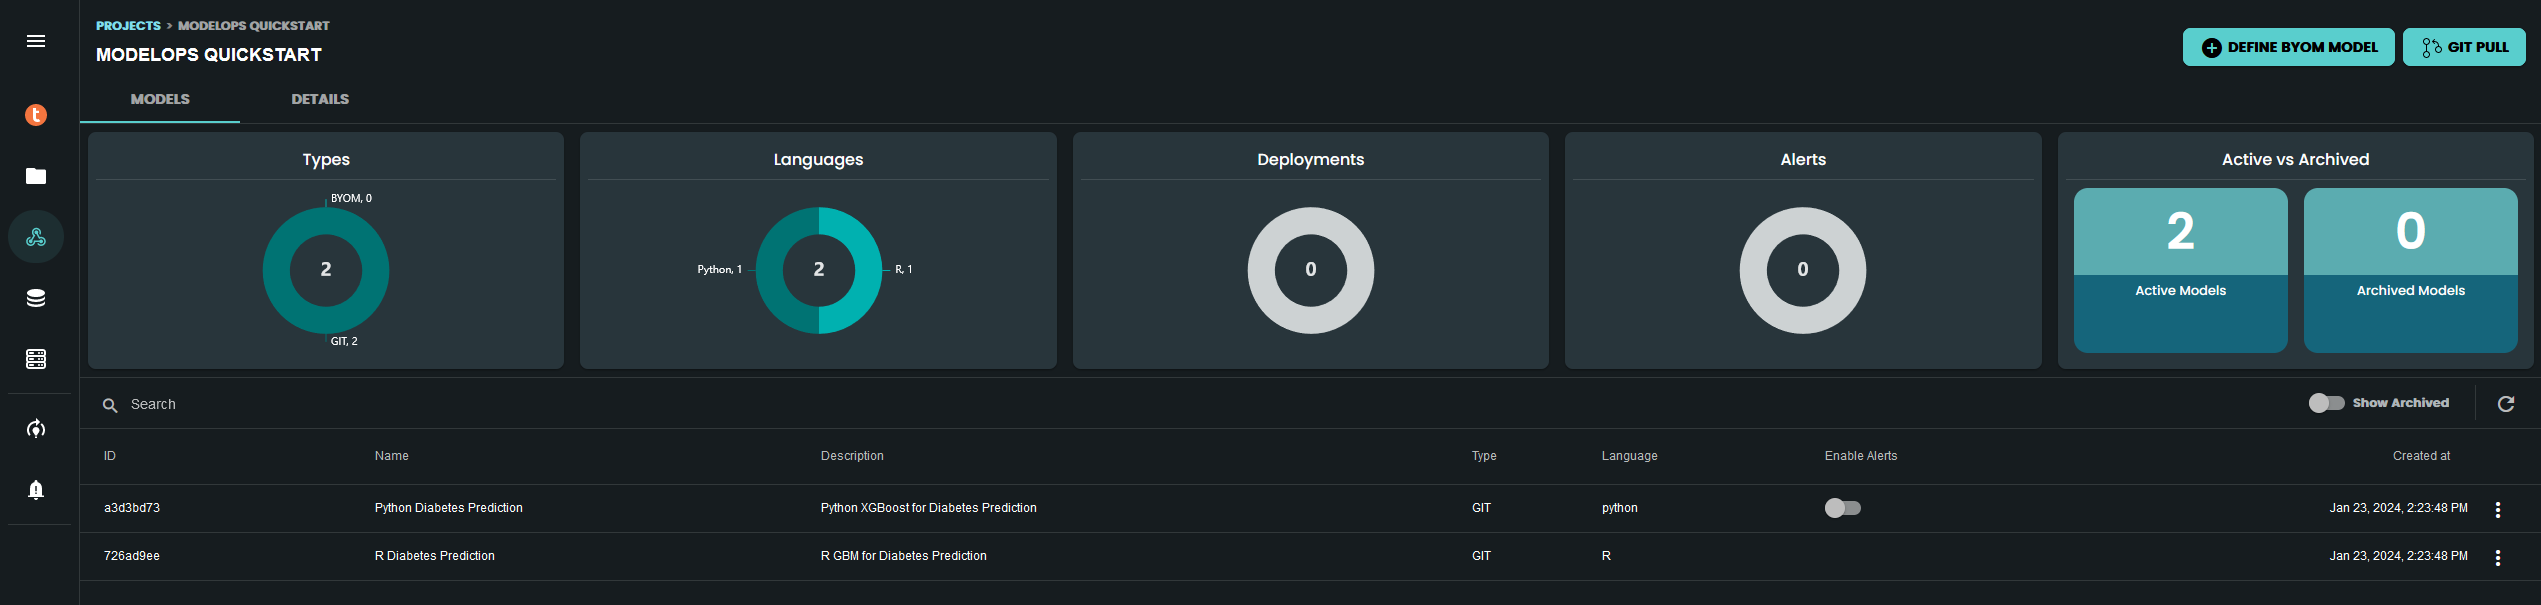 PROJECTS > MODELOPS QUICKSTART
MODELOPS QUICKSTART
DEFINE BYOM MODEL
GIT PULL
MODELS
DETAILS
t
Types
BYOM, 0
2
GIT, 2
Languages
Python, 1
2
R, 1
Deployments
0
Alerts
0
Active vs Archived
2
Active Models
0
Archived Models
Search
Show Archived
ID Name Description Type Language Enable Alerts Created at
a3d3bd73 Python Diabetes Prediction Python XGBoost for Diabetes Prediction GIT python Jan 23, 2024, 2:23:48 PM
726ad9ee R Diabetes Prediction R GBM for Diabetes Prediction GIT R Jan 23, 2024, 2:23:48 PM